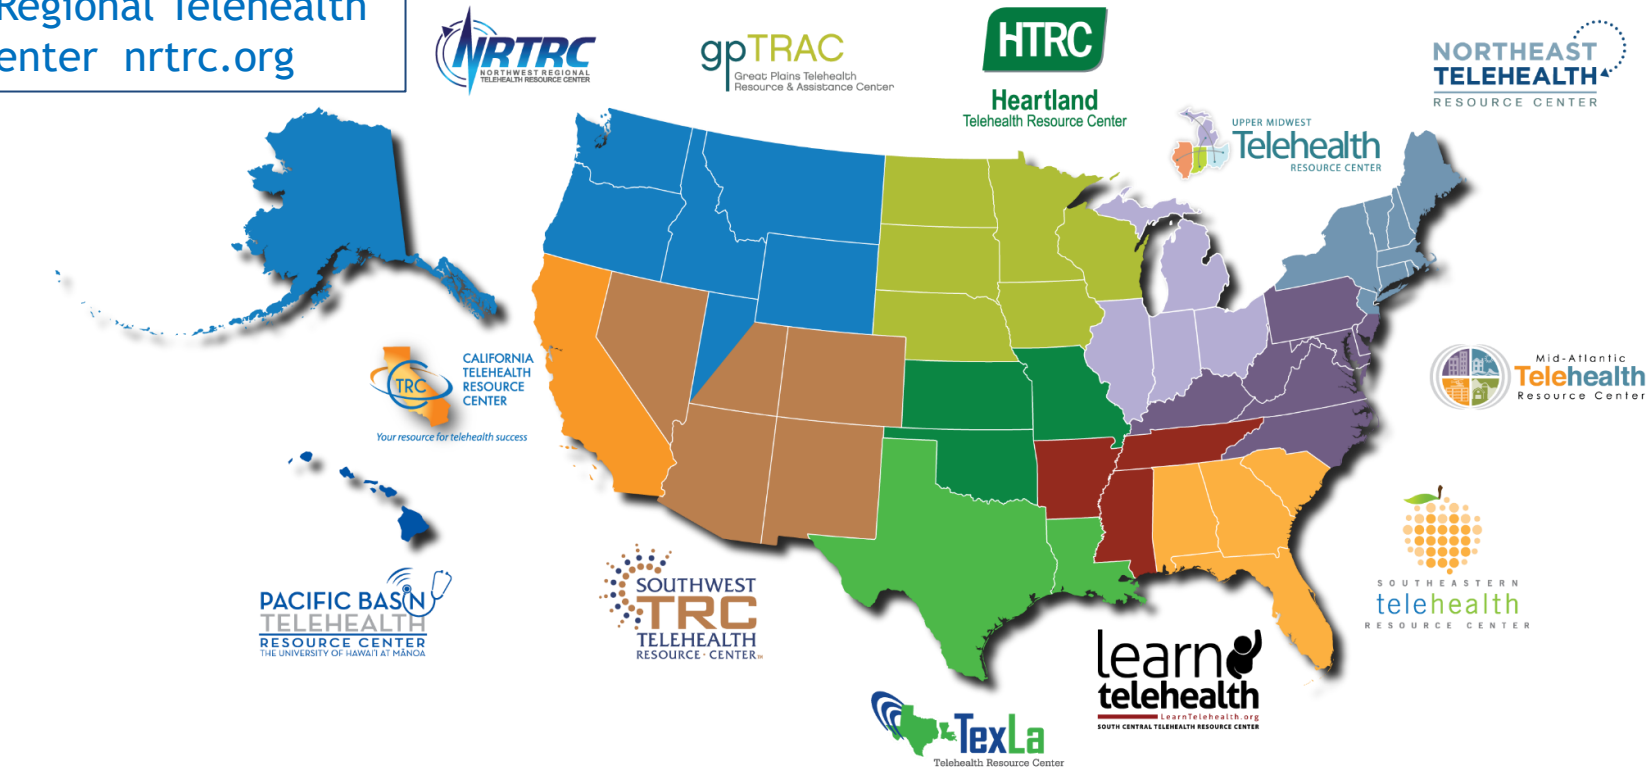 Regional Telehealth
enter nrtrc.org
NRTRC
NORTHWEST REGIONAL
TELEHEALTH RESOURCE CENTER
gpTRAC
Great Plains Telehealth
Resource & Assistance Center
HTRC
Heartland
Telehealth Resource Center
NORTHEAST
TELEHEALTH
RESOURCE CENTER
UPPER MIDWEST
Telehealth
RESOURCE CENTER
TRC
CALIFORNIA
TELEHEALTH
RESOURCE
CENTER
Your resource for telehealth success
Mid-Atlantic
Telehealth
Resource Center
PACIFIC BASIN
TELEHEALTH
RESOURCE CENTER
THE UNIVERSITY OF HAWAI'I AT MĀNOA
SOUTHWEST
TRC
TELEHEALTH
RESOURCE · CENTER™
SOUTHEASTERN
telehealth
RESOURCE CENTER
learn
telehealth
LearnTelehealth.org
SOUTH CENTRAL TELEHEALTH RESOURCE CENTER
TexLa
Telehealth Resource Center